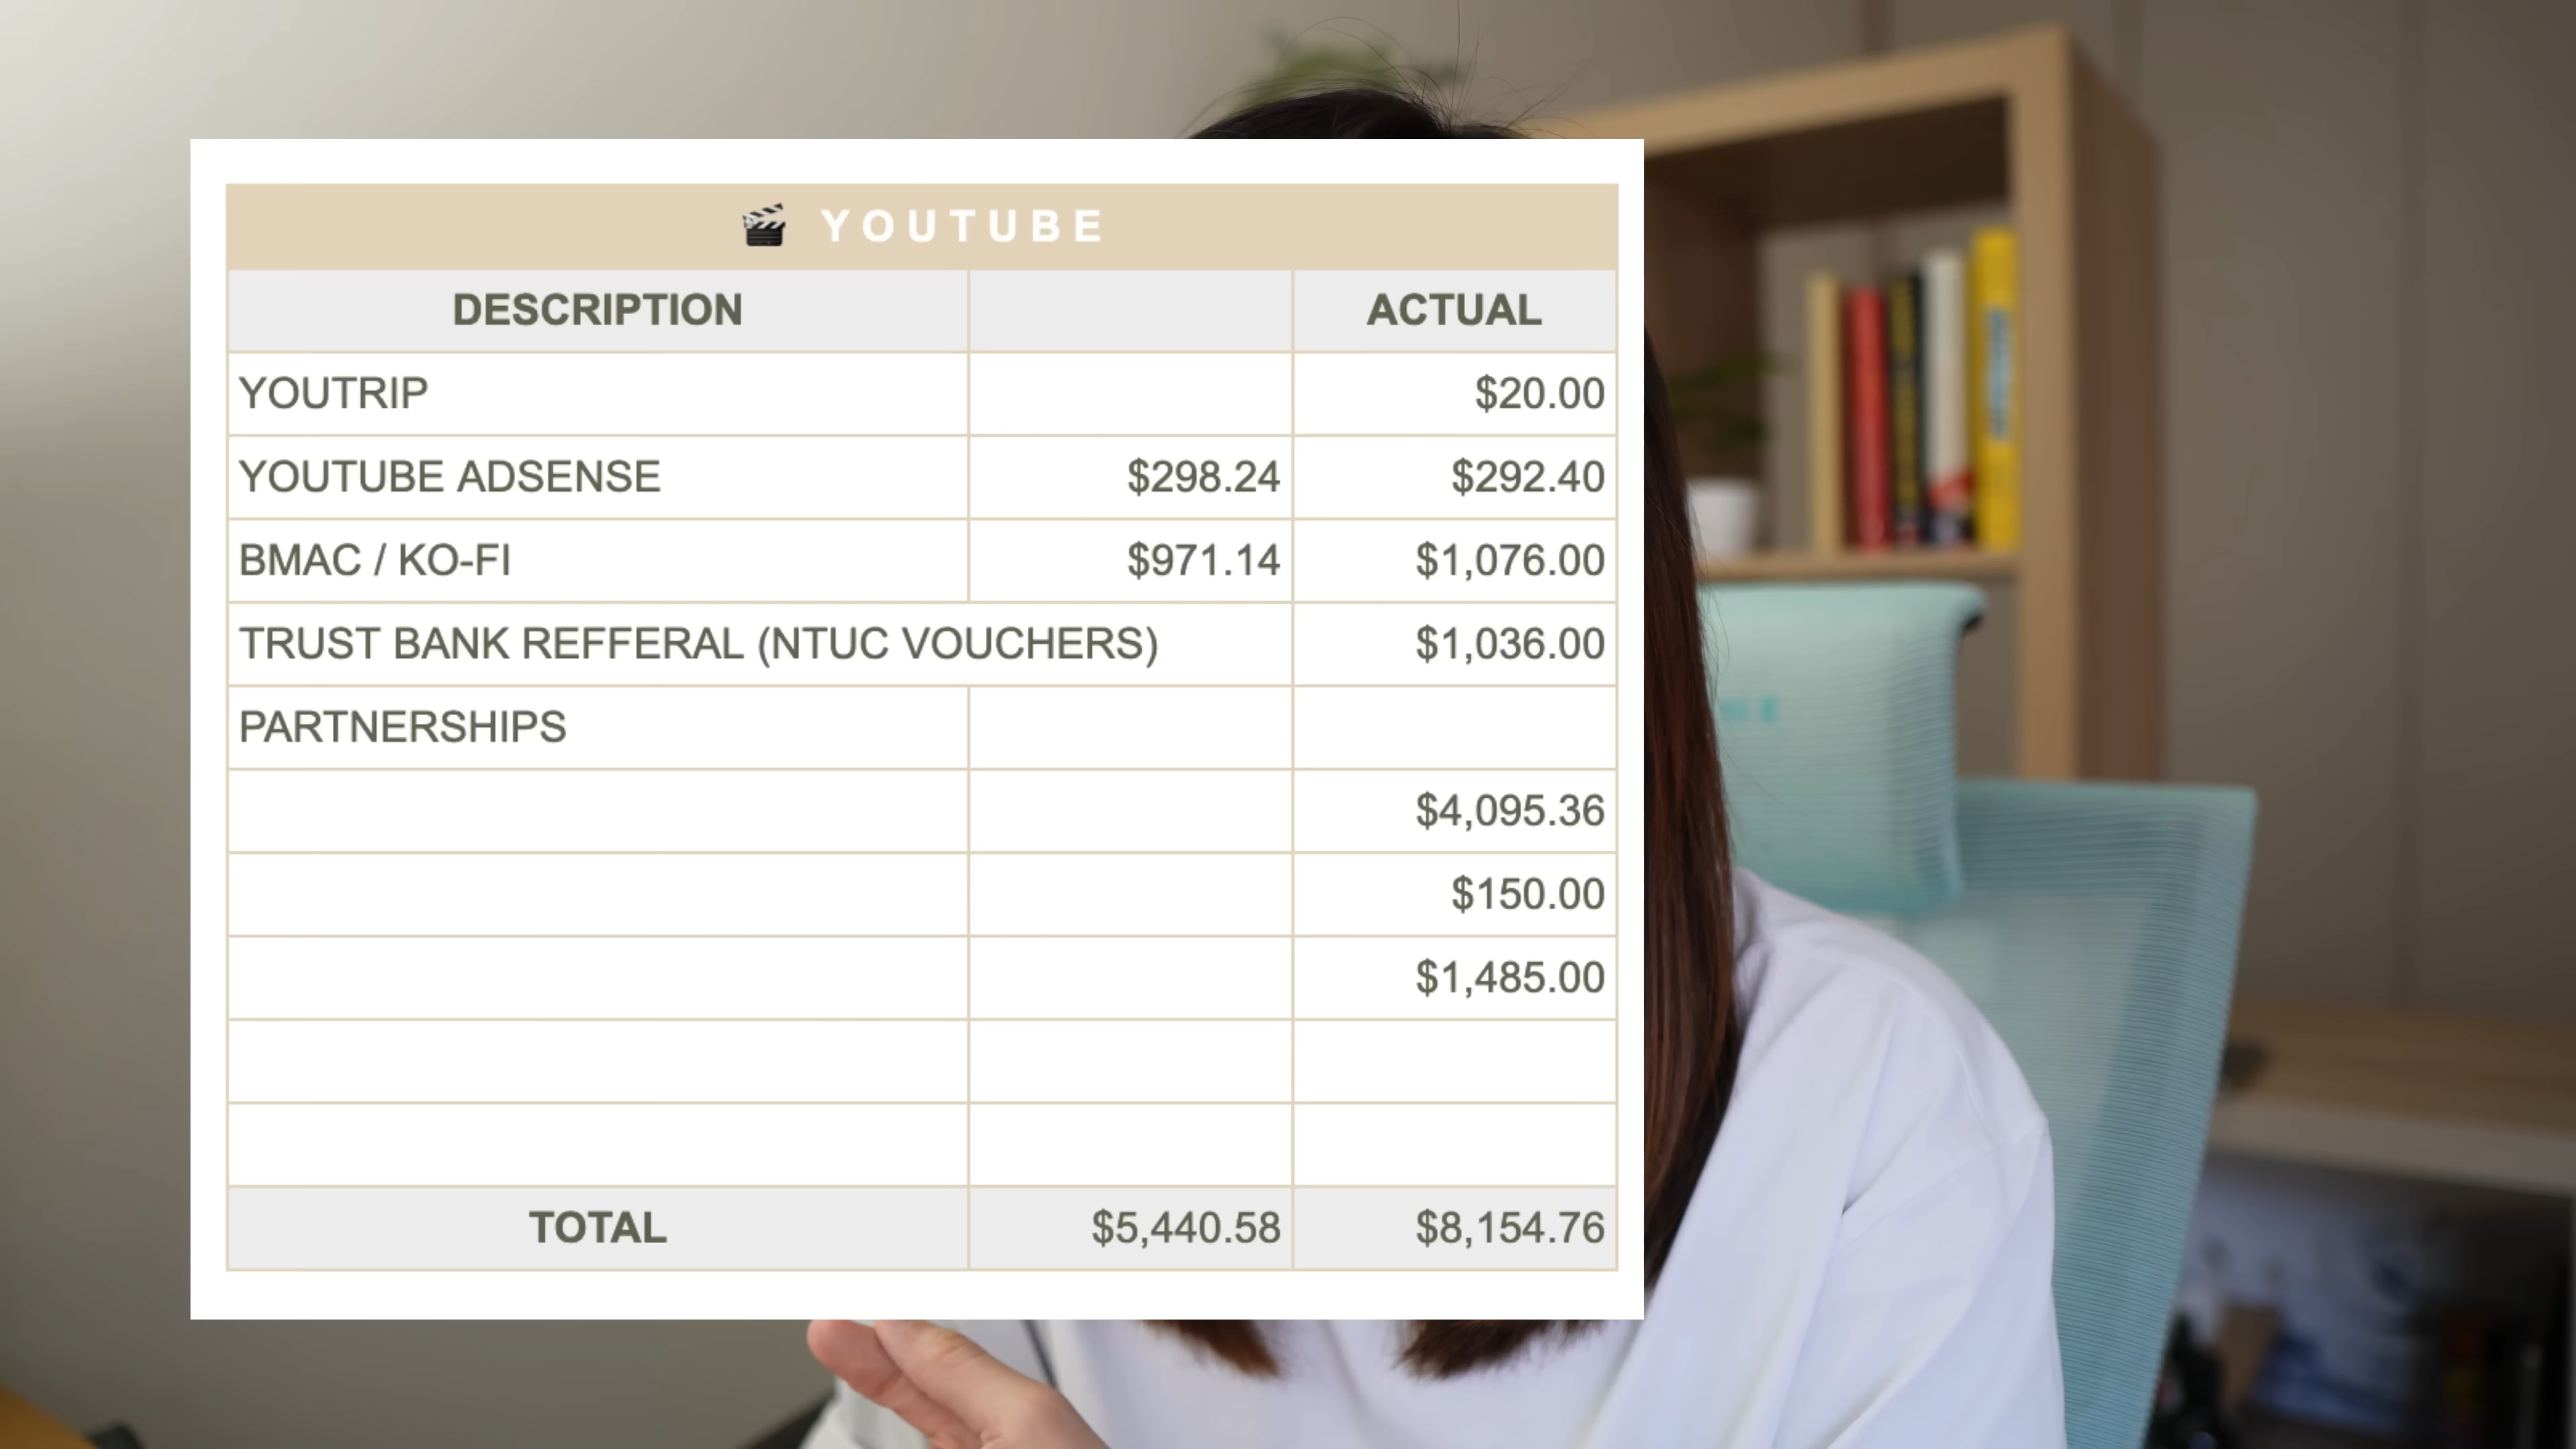 🎬 YOUTUBE
DESCRIPTION ACTUAL
YOUTRIP $20.00
YOUTUBE ADSENSE $298.24 $292.40
BMAC / KO-FI $971.14 $1,076.00
TRUST BANK REFFERAL (NTUC VOUCHERS) $1,036.00
PARTNERSHIPS
$4,095.36
$150.00
$1,485.00
TOTAL $5,440.58 $8,154.76